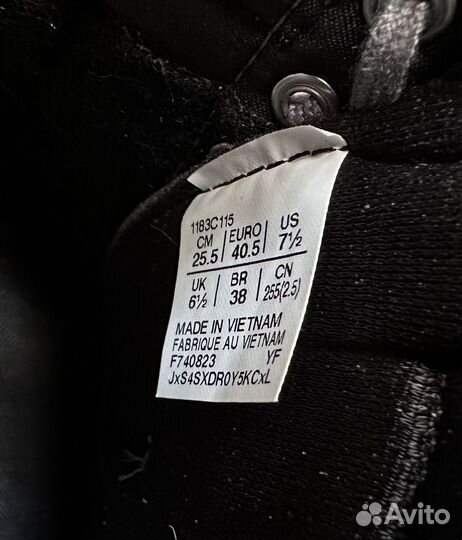 1183C115
CM EURO US
25.5 40.5 7½
UK BR CN
6½ 38 255(2.5)
MADE IN VIETNAM
FABRIQUE AU VIETNAM
F740823 YF
JxS4SXDR0Y5KCxL
Avito